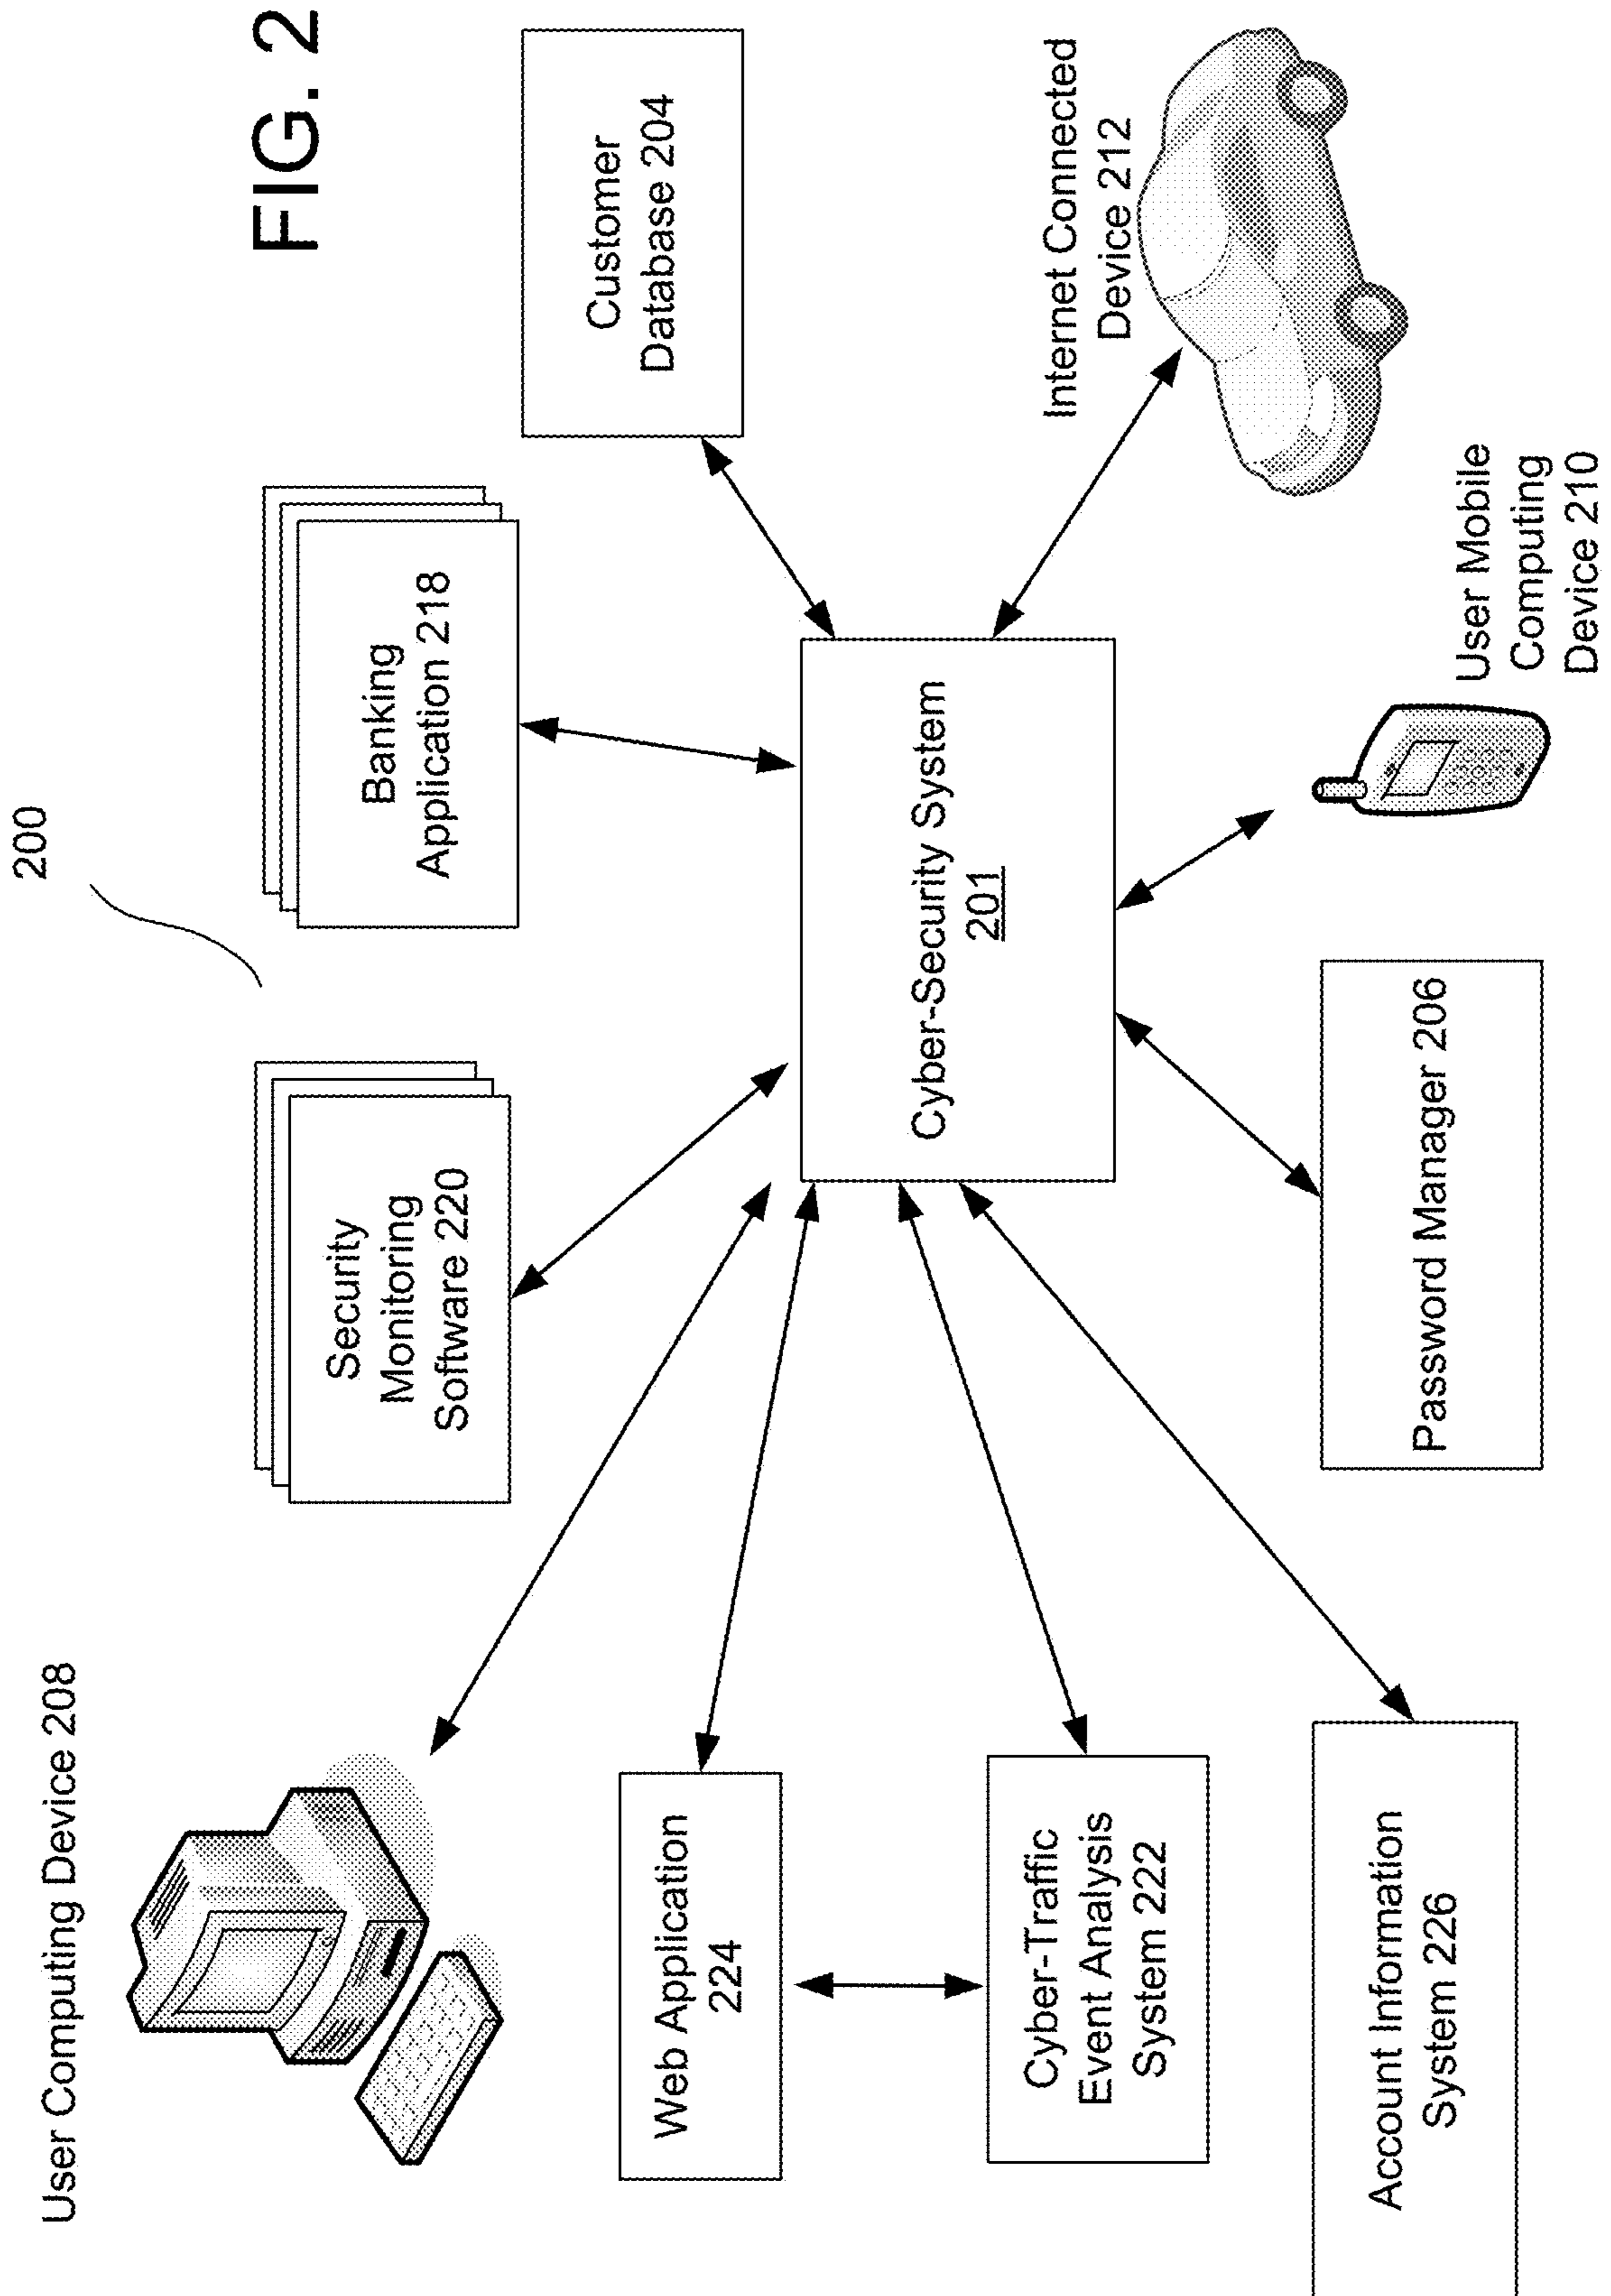 FIG. 2
200
User Computing Device 208
Security
Monitoring
Software 220
Banking
Application 218
Customer
Database 204
Web Application
224
Cyber-Security System
201
Internet Connected
Device 212
Cyber-Traffic
Event Analysis
System 222
Account Information
System 226
Password Manager 206
User Mobile
Computing
Device 210